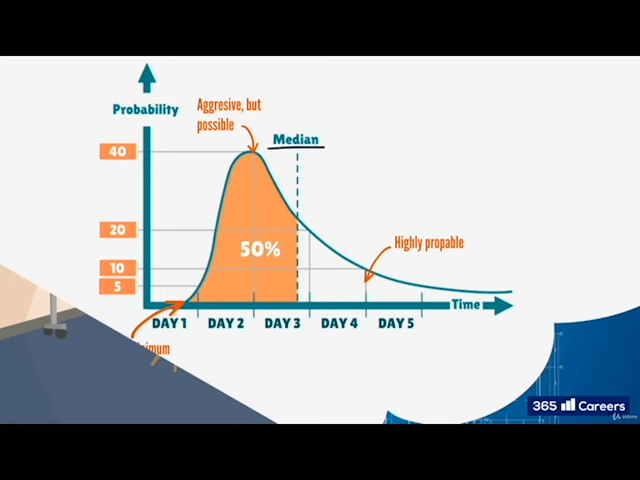 Probability
Aggresive, but
possible
Median
40
20
10
5
50%
Highly propable
Time
DAY 1
DAY 2
DAY 3
DAY 4
DAY 5
365 Careers